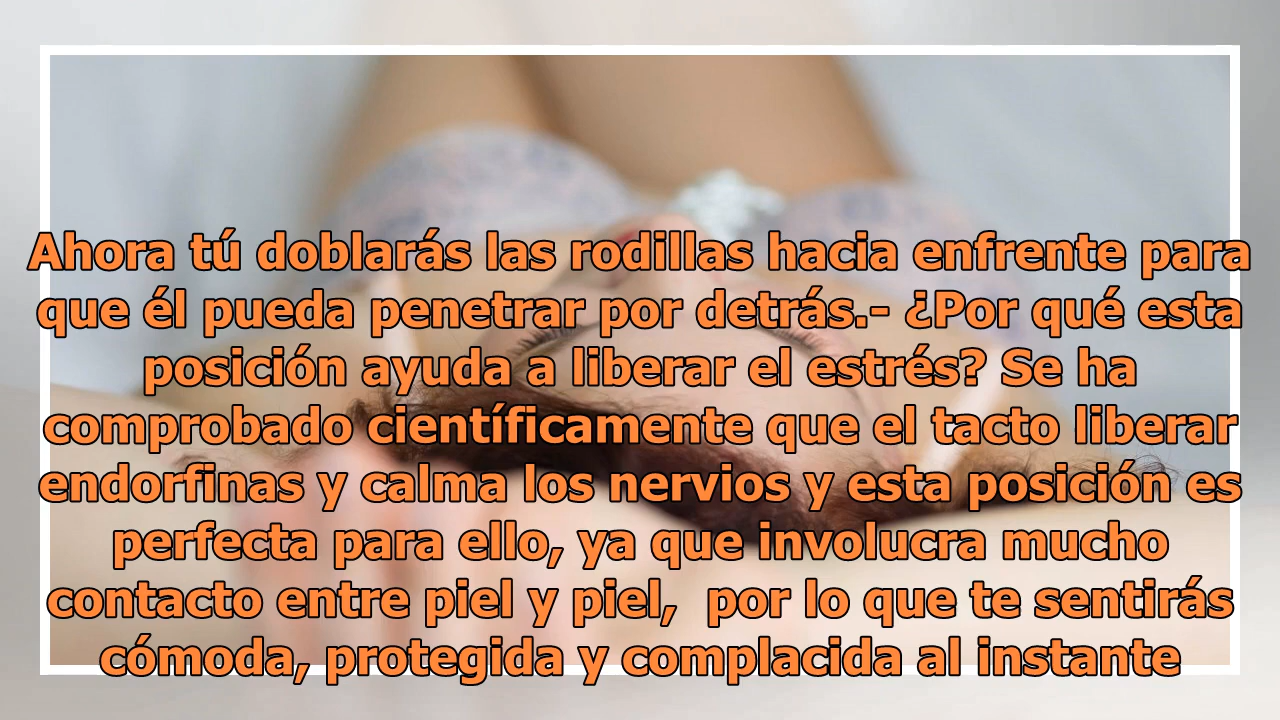 Ahora tú doblarás las rodillas hacia enfrente para
que él pueda penetrar por detrás.- ¿Por qué esta
posición ayuda a liberar el estrés? Se ha
comprobado científicamente que el tacto liberar
endorfinas y calma los nervios y esta posición es
perfecta para ello, ya que involucra mucho
contacto entre piel y piel,  por lo que te sentirás
cómoda, protegida y complacida al instante